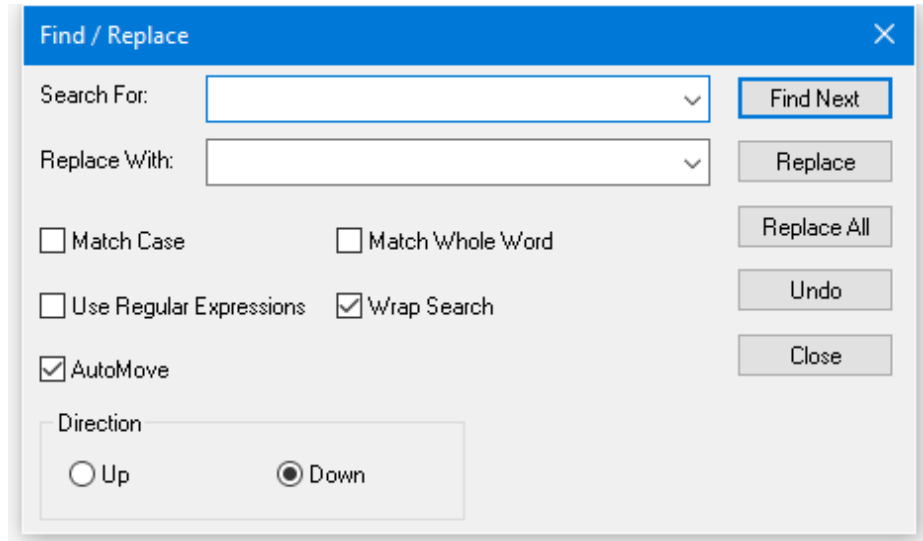 Find / Replace
Search For:
Find Next
Replace With:
Replace
Match Case
Match Whole Word
Replace All
Use Regular Expressions
Wrap Search
Undo
AutoMove
Close
Direction
Up
Down